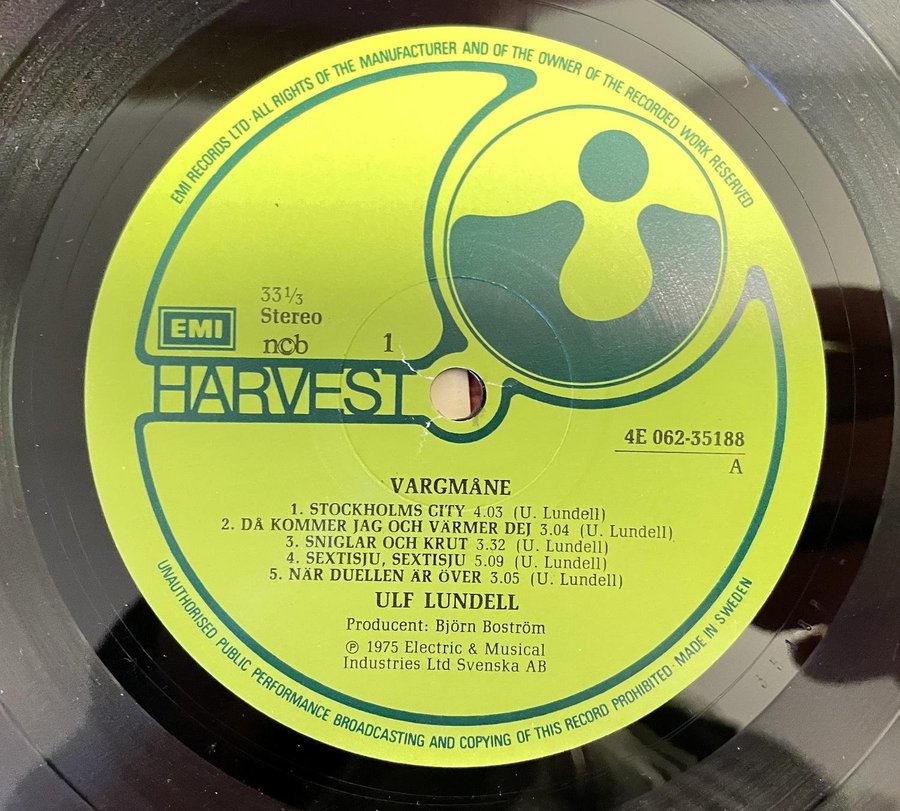 EMI RECORDS LTD·ALL RIGHTS OF THE MANUFACTURER AND OF THE OWNER OF THE RECORDED WORK RESERVED
33⅓
Stereo
EMI
ncb 1
HARVEST
4E 062-35188
A
VARGMÅNE
1. STOCKHOLMS CITY 4.03 (U. Lundell)
2. DÅ KOMMER JAG OCH VÄRMER DEJ 3.04 (U. Lundell)
3. SNIGLAR OCH KRUT 3.32 (U. Lundell)
4. SEXTISJU, SEXTISJU 5.09 (U. Lundell)
5. NÄR DUELLEN ÄR ÖVER 3.05 (U. Lundell)
ULF LUNDELL
Producent: Björn Boström
℗ 1975 Electric & Musical
Industries Ltd Svenska AB
UNAUTHORISED PUBLIC PERFORMANCE BROADCASTING AND COPYING OF THIS RECORD PROHIBITED·MADE IN SWEDEN